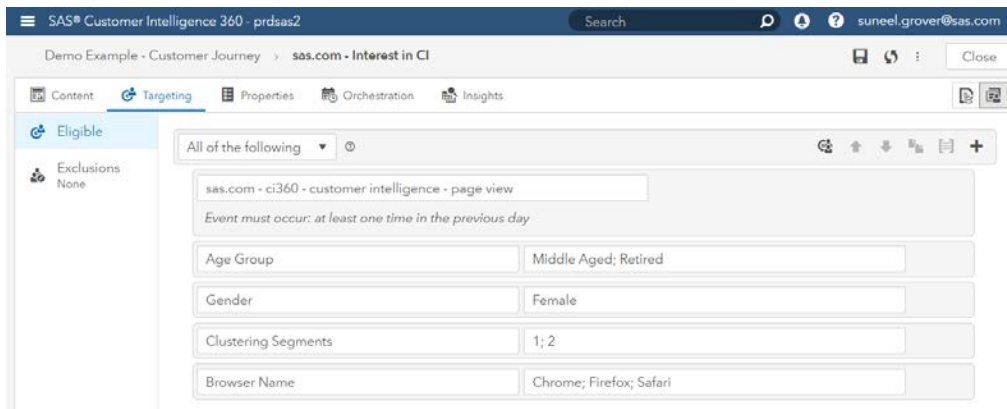 SAS® Customer Intelligence 360 - prdsas2 Search suneel.grover@sas.com
Demo Example - Customer Journey > sas.com - Interest in CI Close
Content Targeting Properties Orchestration Insights
Eligible
Exclusions
None
All of the following
sas.com - ci360 - customer intelligence - page view
Event must occur: at least one time in the previous day
Age Group Middle Aged; Retired
Gender Female
Clustering Segments 1; 2
Browser Name Chrome; Firefox; Safari